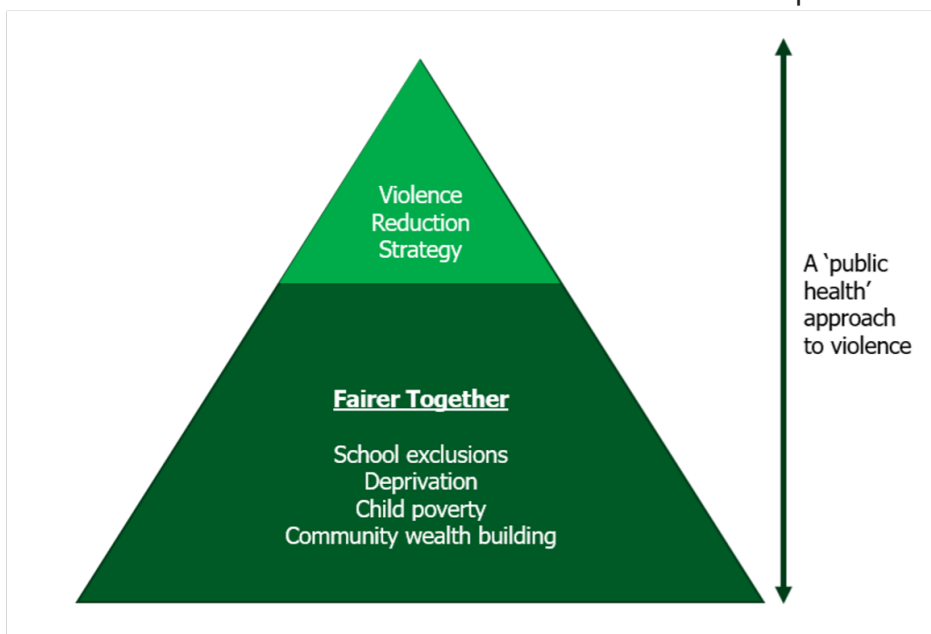 Violence
Reduction
Strategy
A ‘public
health’
approach
to violence
Fairer Together
School exclusions
Deprivation
Child poverty
Community wealth building